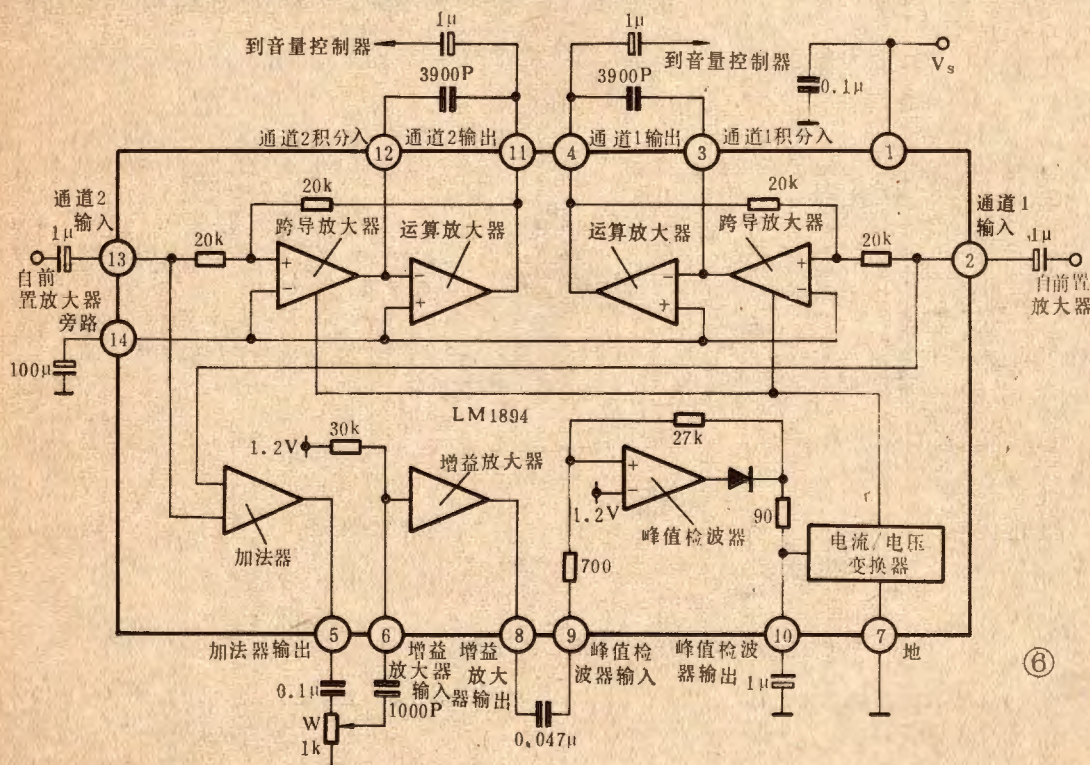 1μ
到音量控制器
3900P
1μ
到音量控制器
3900P
0.1μ
Vs
通道2积分入
通道2输出
通道1输出
通道1积分入
12
11
4
3
1
通道2
输入
20k
20k
通道1
输入
1μ
20k
跨导放大器
运算放大器
运算放大器
跨导放大器
20k
1μ
13
+
−
−
+
−
+
+
−
2
自前
置放大器
旁路
自前置
放大器
14
100μ
LM1894
30k
1.2V
增益放大器
27k
+
−
1.2V
峰值检波器
90
r
加法器
700
电流/电压
变换器
5
6
8
9
10
7
加法器输出
增益
放大
器输
入
增益
放大
器输出
峰值检
波器输入
峰值检波
器输出
地
⑥
0.1μ
1000P
W
1k
0.047μ
1μ